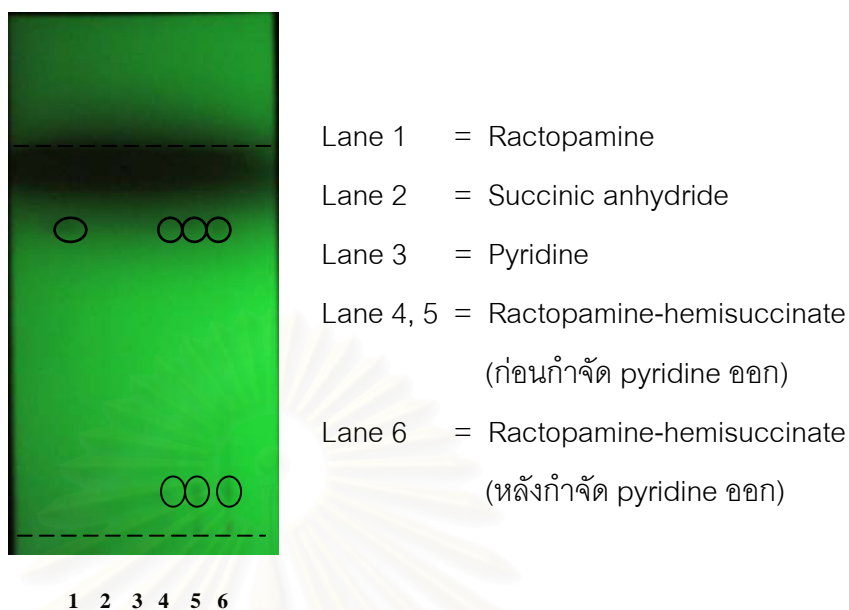 Lane 1 = Ractopamine
Lane 2 = Succinic anhydride
Lane 3 = Pyridine
Lane 4, 5 = Ractopamine-hemisuccinate
(ก่อนกำจัด pyridine ออก)
Lane 6 = Ractopamine-hemisuccinate
(หลังกำจัด pyridine ออก)
1 2 3 4 5 6